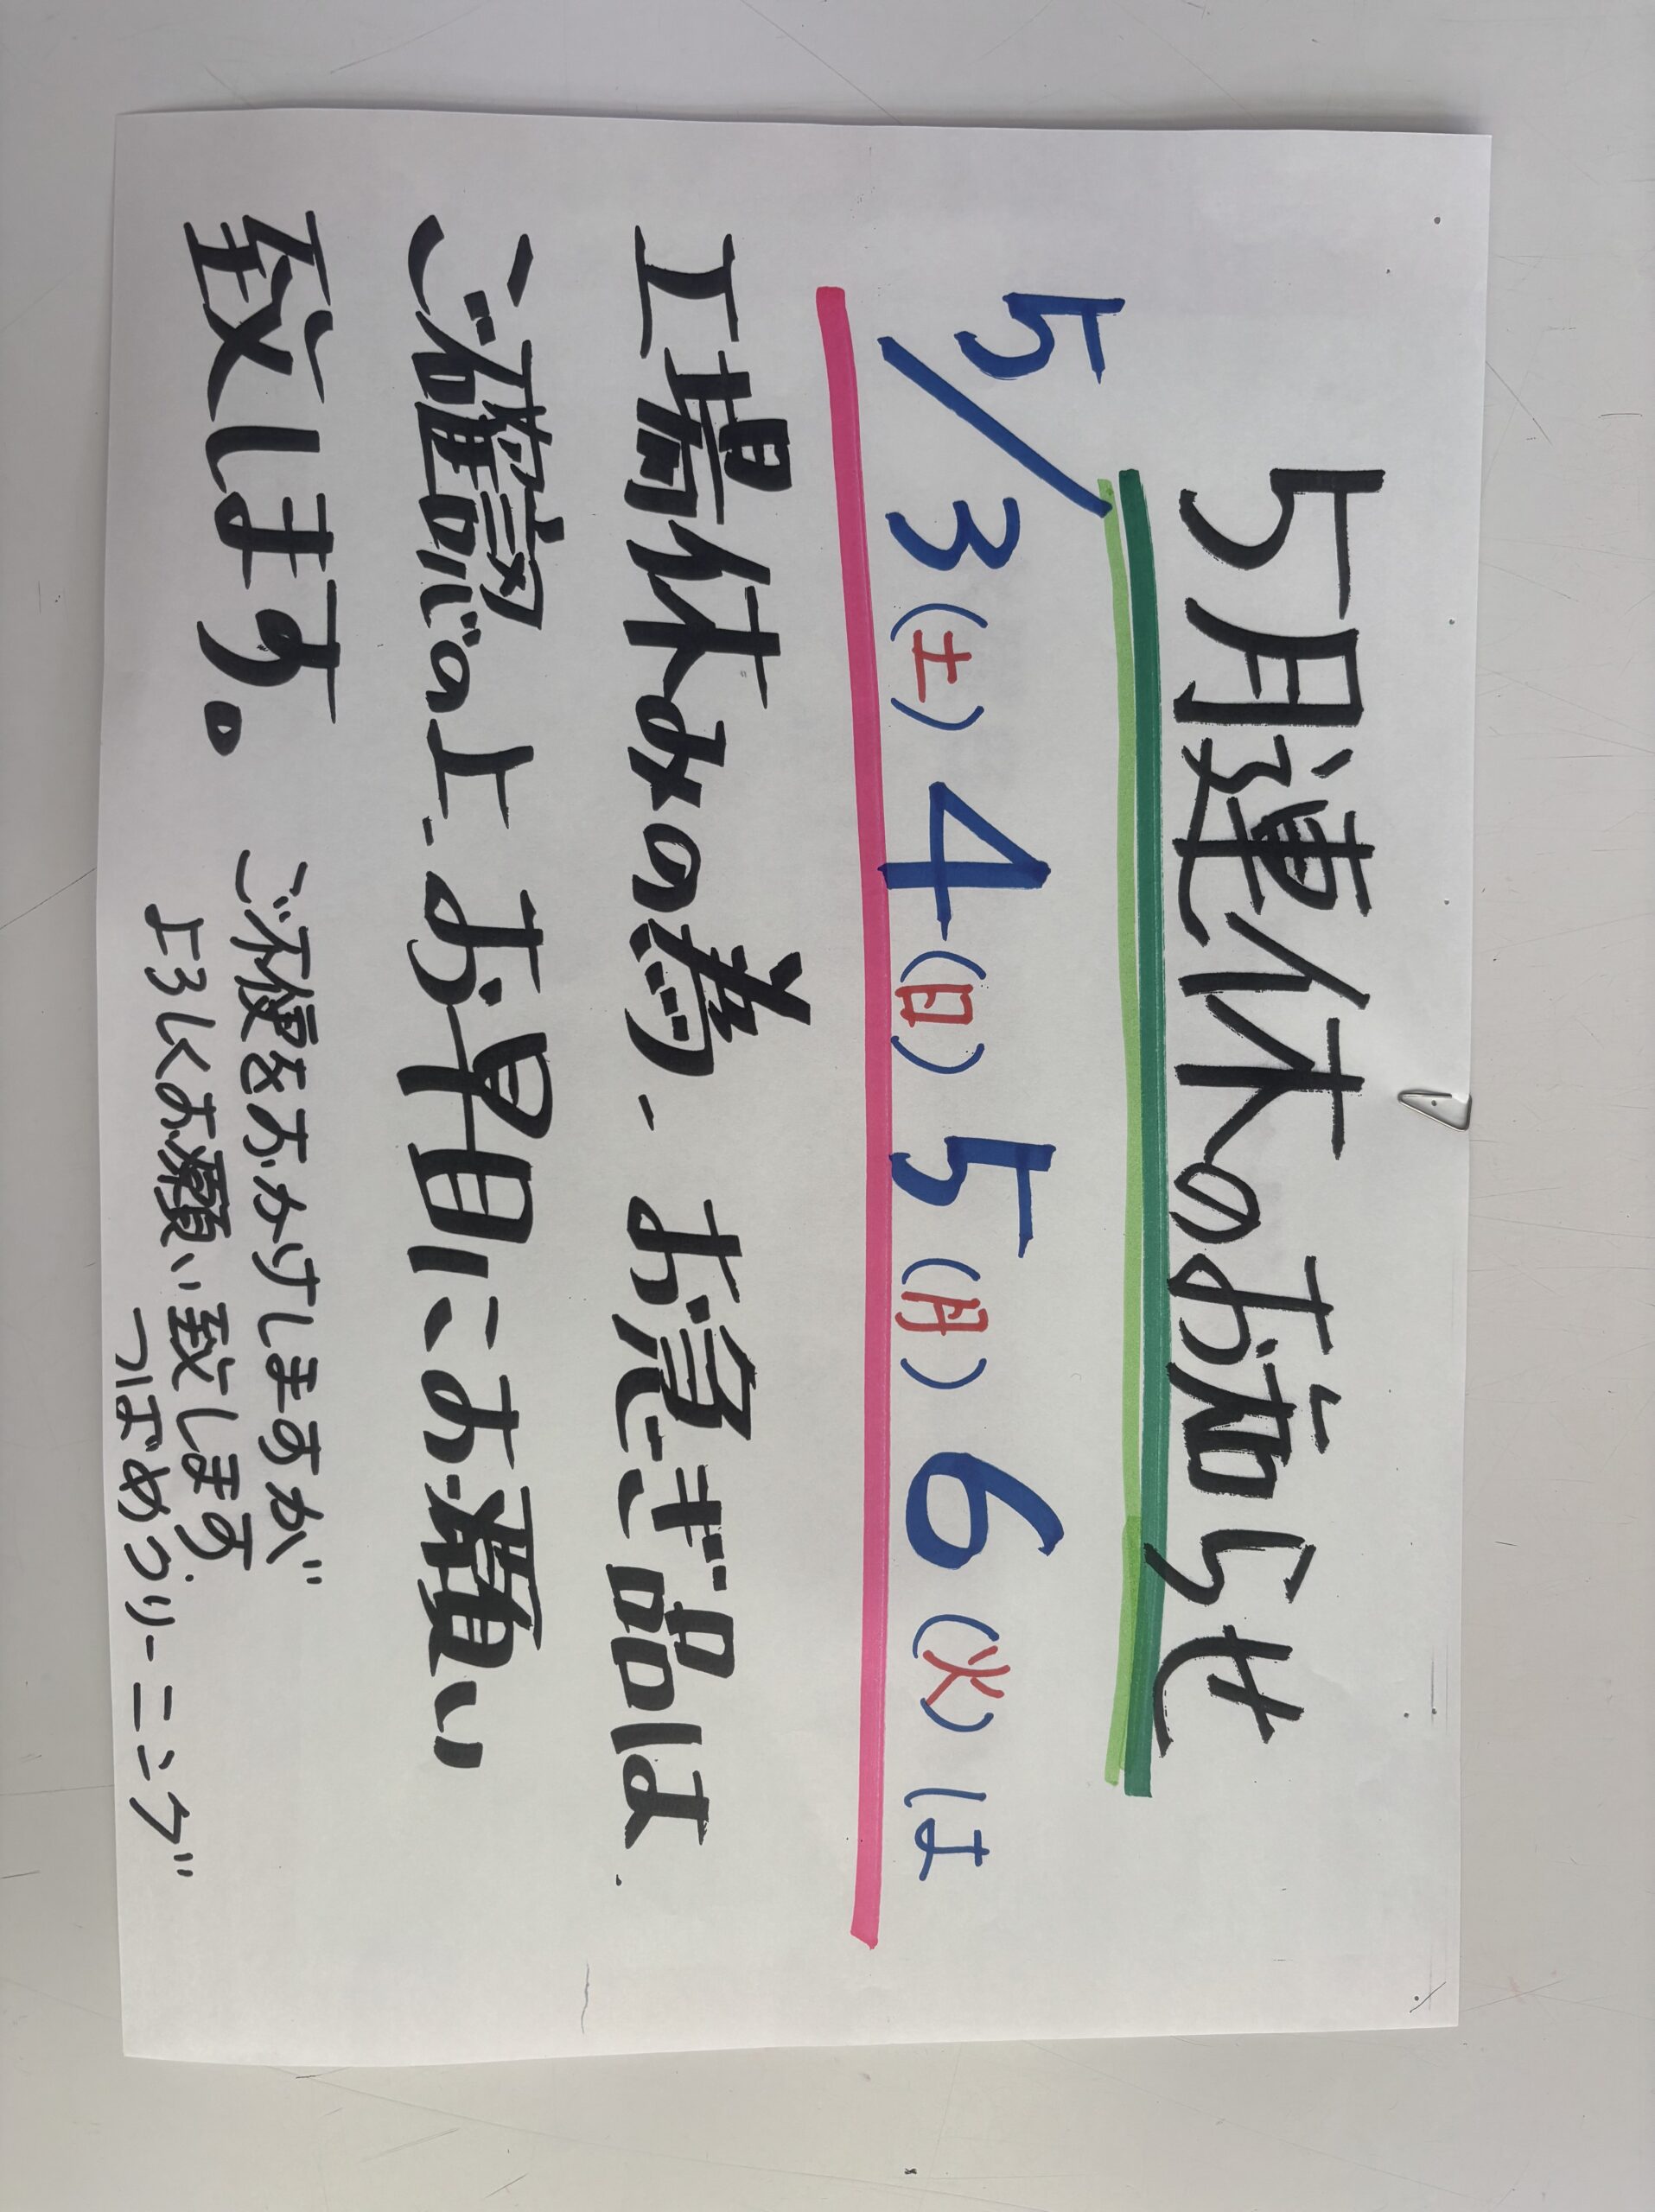 5月連休のお知らせ
5/3(土)4(日)5(月)6(火)は
工場休みの為、お急ぎ品は、
ご確認の上、お早目にお願い
致します。
ご不便をおかけしますが
よろしくお願い致します
つばめクリーニング